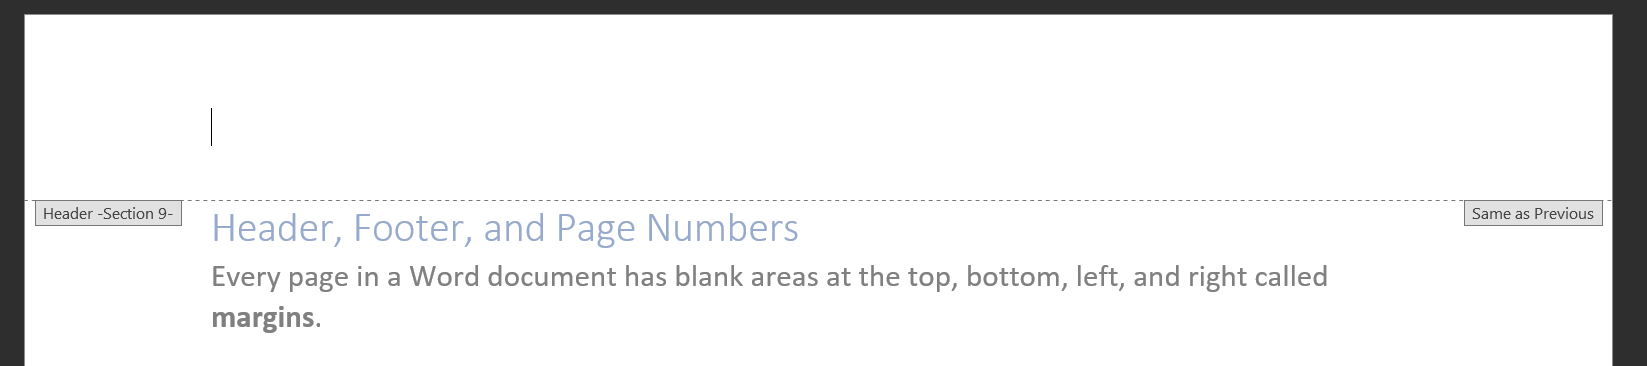 Header -Section 9-
Same as Previous
Header, Footer, and Page Numbers
Every page in a Word document has blank areas at the top, bottom, left, and right called
margins.